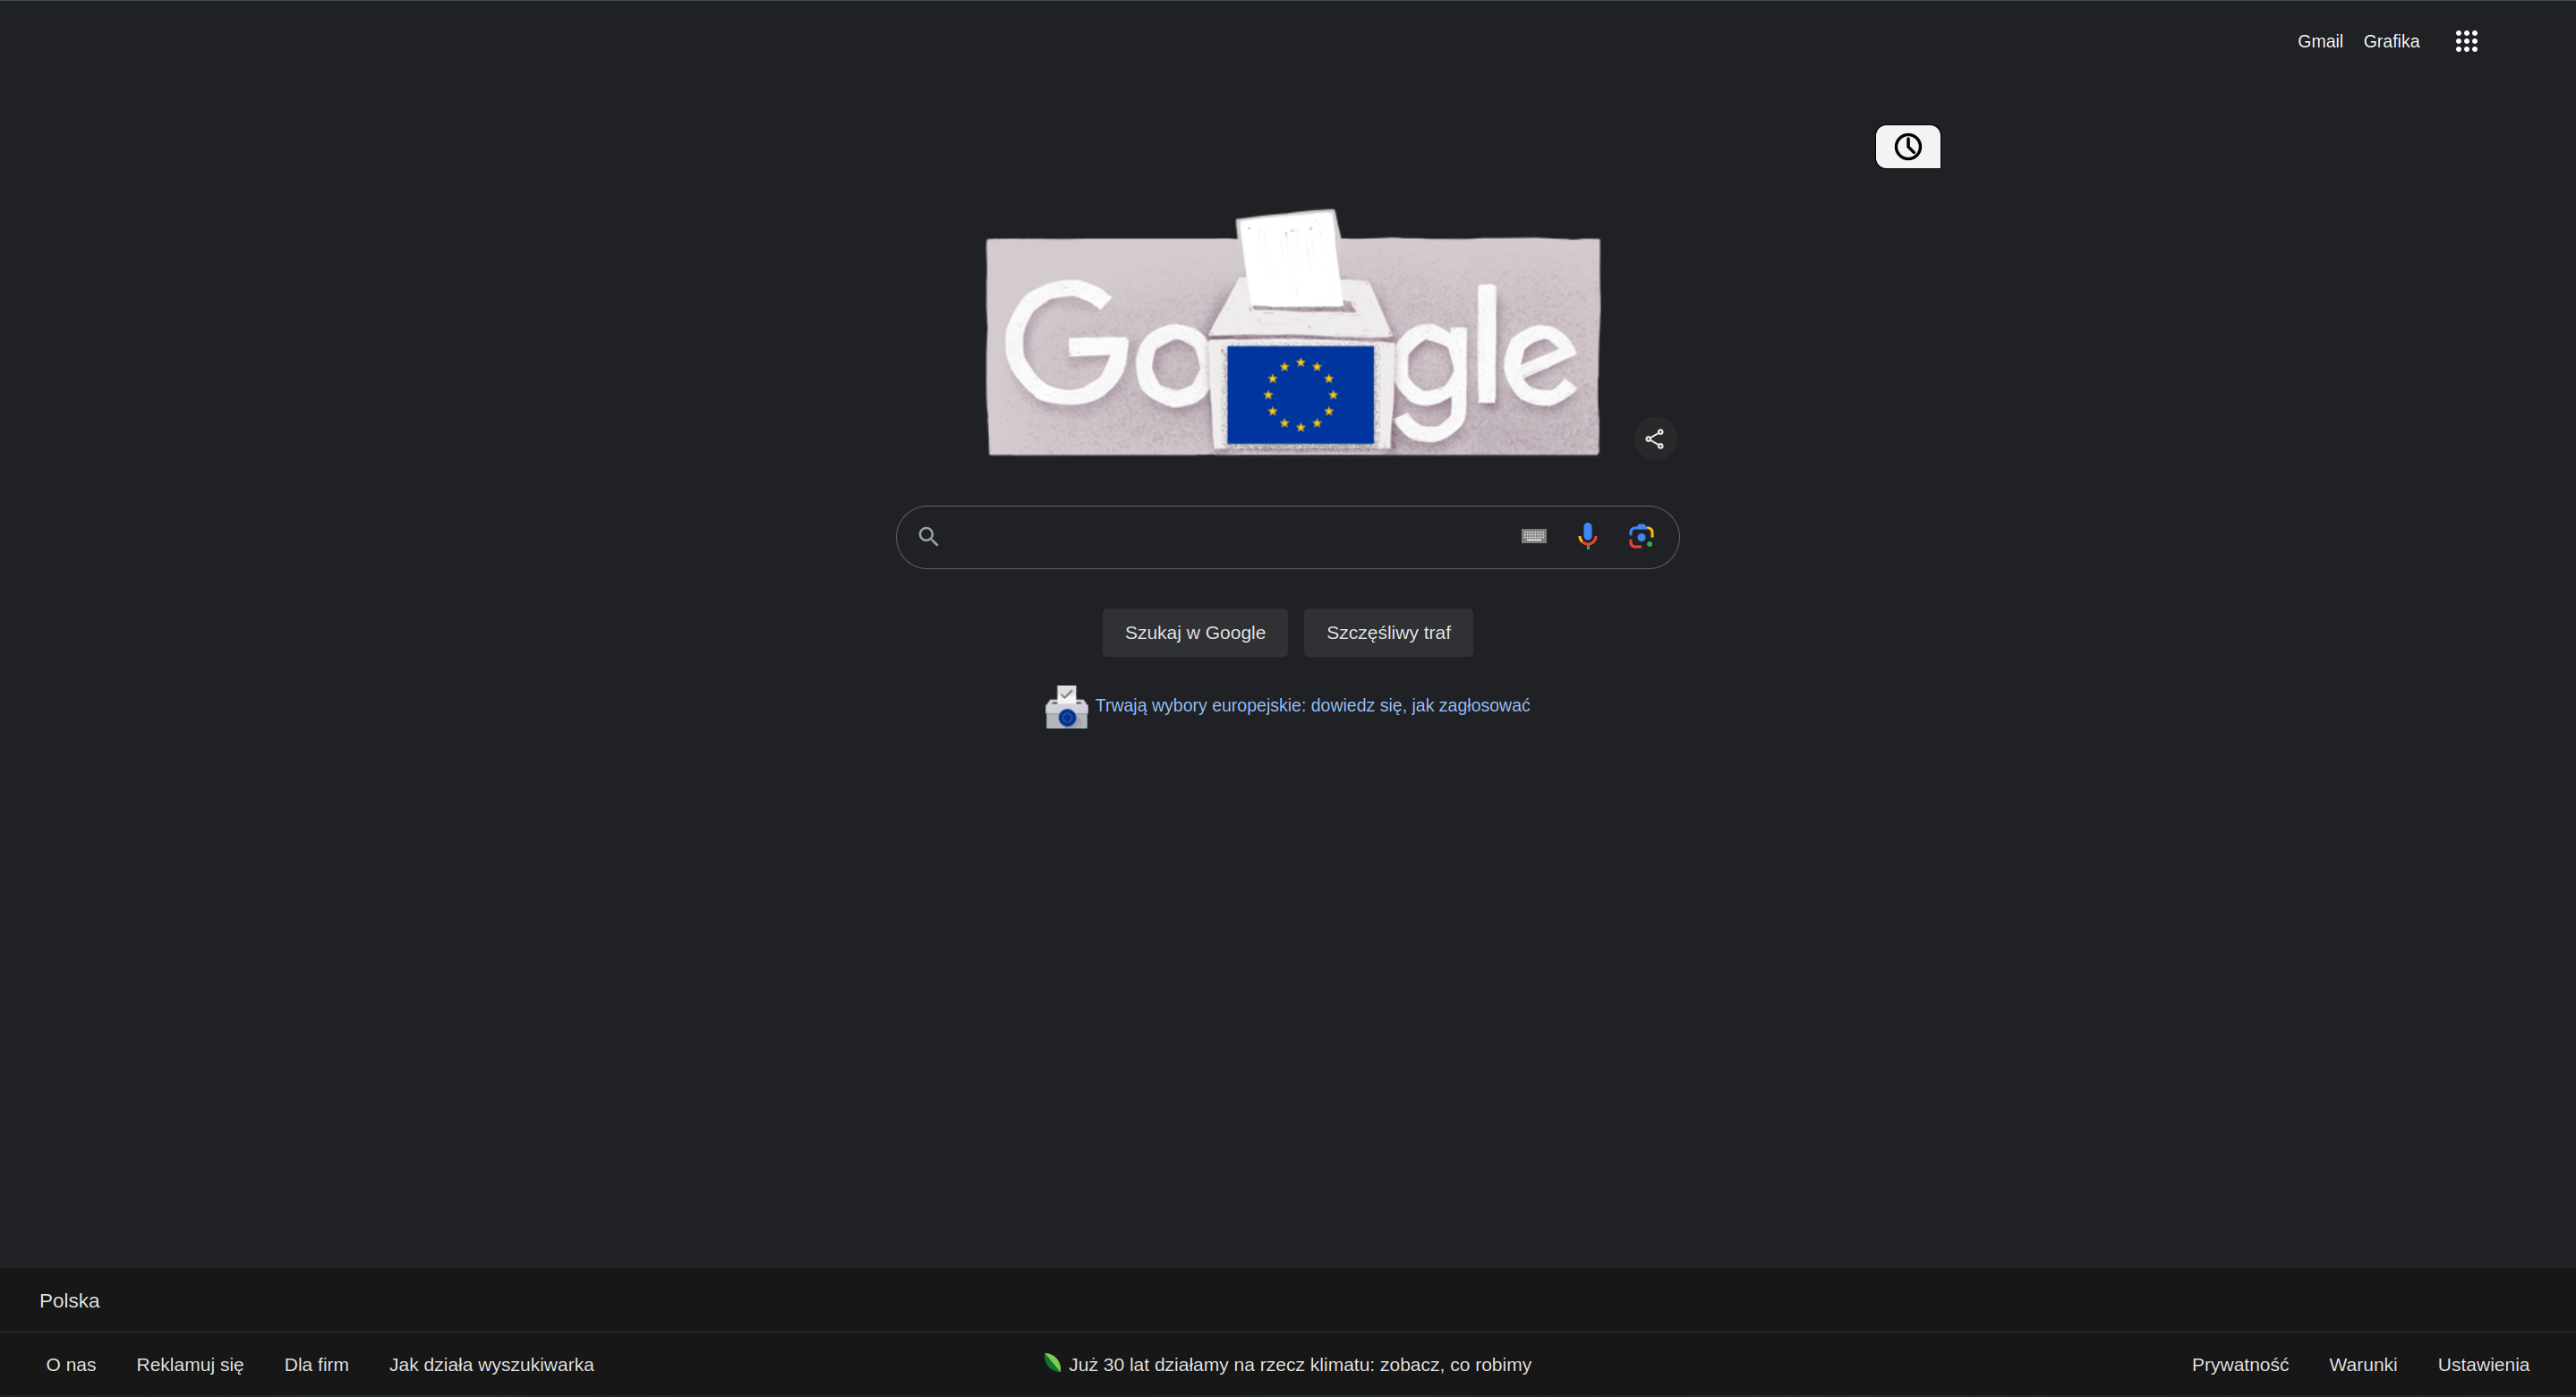 Gmail Grafika
Google
Szukaj w Google Szczęśliwy traf
Trwają wybory europejskie: dowiedz się, jak zagłosować
Polska
O nas Reklamuj się Dla firm Jak działa wyszukiwarka Już 30 lat działamy na rzecz klimatu: zobacz, co robimy Prywatność Warunki Ustawienia